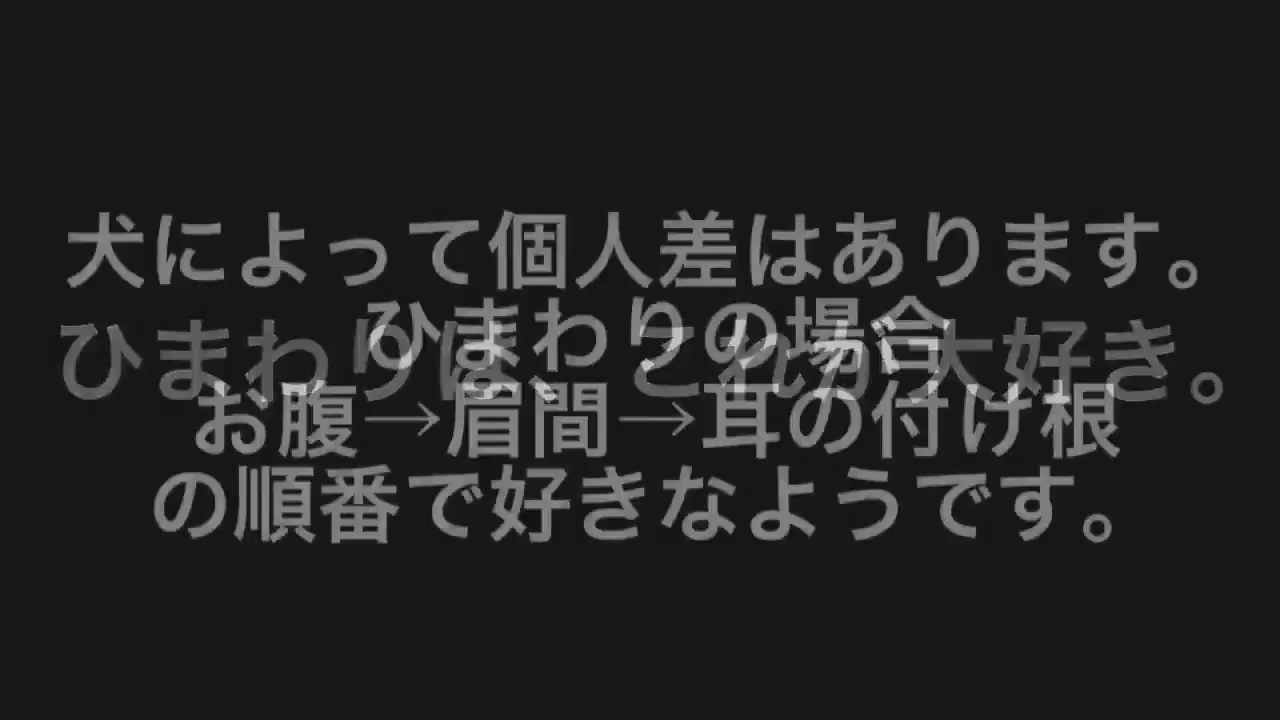 犬によって個人差はあります。
ひまわりの場合
ひまわりは、これが大好き。
お腹→眉間→耳の付け根
の順番で好きなようです。